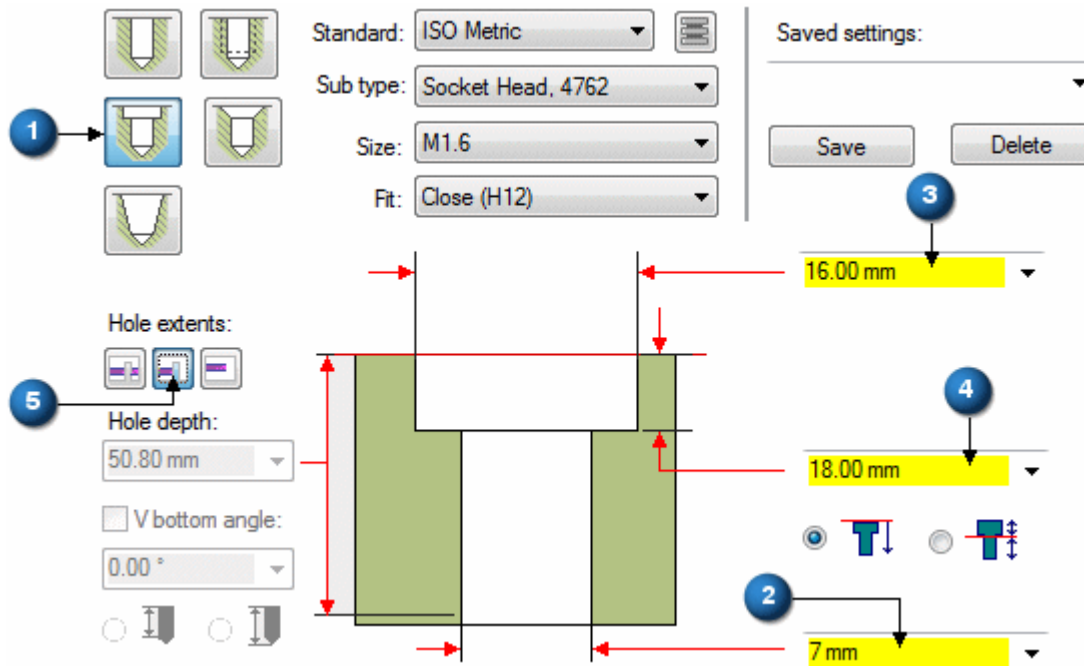 Standard: ISO Metric
Saved settings:
Sub type: Socket Head, 4762
1
Size: M1.6
Save
Delete
Fit: Close (H12)
3
16.00 mm
Hole extents:
5
4
Hole depth:
50.80 mm
18.00 mm
V bottom angle:
0.00 °
2
7 mm